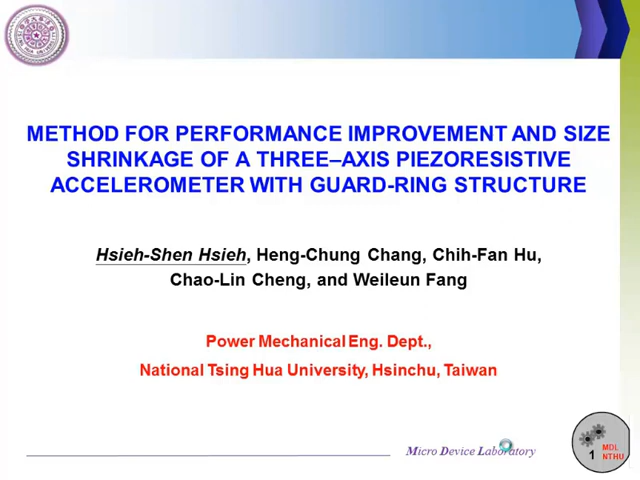 METHOD FOR PERFORMANCE IMPROVEMENT AND SIZE
SHRINKAGE OF A THREE–AXIS PIEZORESISTIVE
ACCELEROMETER WITH GUARD-RING STRUCTURE
Hsieh-Shen Hsieh, Heng-Chung Chang, Chih-Fan Hu,
Chao-Lin Cheng, and Weileun Fang
Power Mechanical Eng. Dept.,
National Tsing Hua University, Hsinchu, Taiwan
Micro Device Laboratory
1
MDL
NTHU